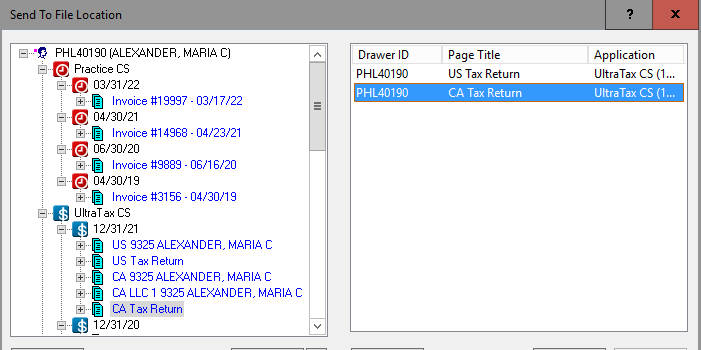 Send To File Location
?
PHL40190 (ALEXANDER, MARIA C)
Practice CS
03/31/22
Invoice #19997 - 03/17/22
04/30/21
Invoice #14968 - 04/23/21
06/30/20
Invoice #9889 - 06/16/20
04/30/19
Invoice #3156 - 04/30/19
UltraTax CS
12/31/21
US 9325 ALEXANDER, MARIA C
US Tax Return
CA 9325 ALEXANDER, MARIA C
CA LLC 1 9325 ALEXANDER, MARIA C
CA Tax Return
12/31/20
Drawer ID Page Title Application
PHL40190 US Tax Return UltraTax CS (1...
PHL40190 CA Tax Return UltraTax CS (1...